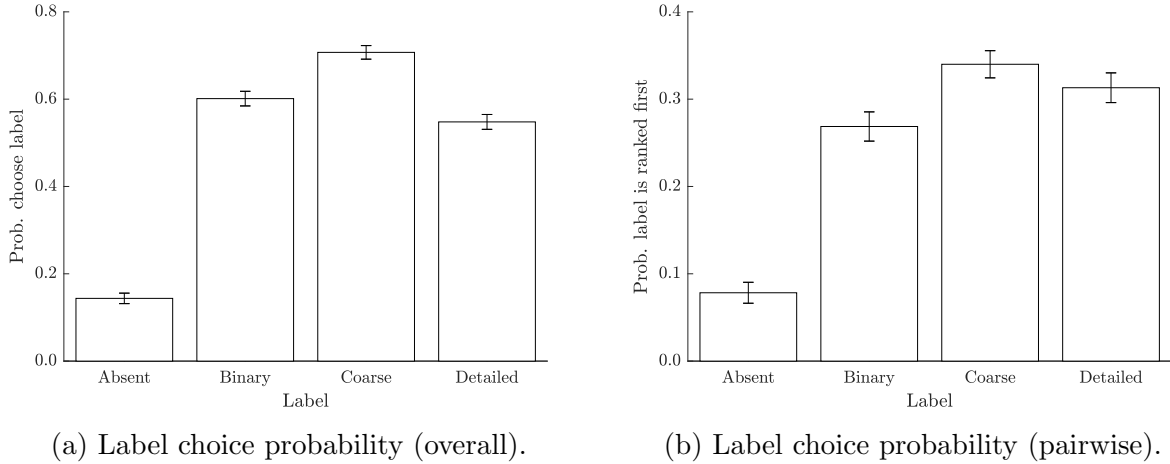 Prob. choose label
0.8
0.6
0.4
0.2
0.0
Absent Binary Coarse Detailed
Label
(a) Label choice probability (overall).
Prob. label is ranked first
0.4
0.3
0.2
0.1
0.0
Absent Binary Coarse Detailed
Label
(b) Label choice probability (pairwise).